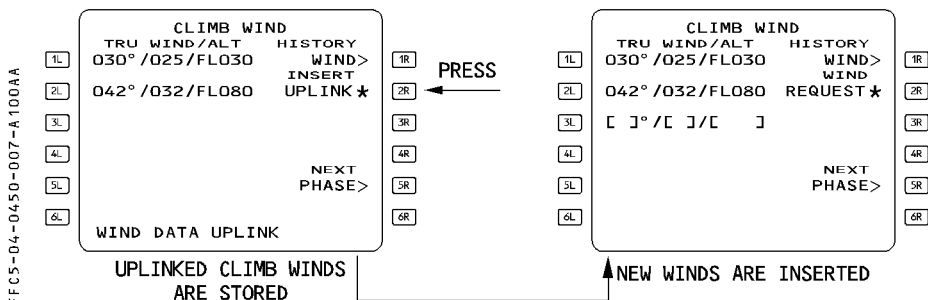 CLIMB WIND
TRU WIND/ALT HISTORY
1L 030°/025/FL030 WIND> 1R
INSERT
2L 042°/032/FL080 UPLINK* 2R
3L 3R
4L 4R
NEXT
5L PHASE> 5R
6L 6R
WIND DATA UPLINK
UPLINKED CLIMB WINDS
ARE STORED
PRESS
CLIMB WIND
TRU WIND/ALT HISTORY
1L 030°/025/FL030 WIND> 1R
WIND
2L 042°/032/FL080 REQUEST* 2R
3L [ ]°/[ ]/[ ] 3R
4L 4R
NEXT
5L PHASE> 5R
6L 6R
NEW WINDS ARE INSERTED
FFC5-04-0450-007-A100AA